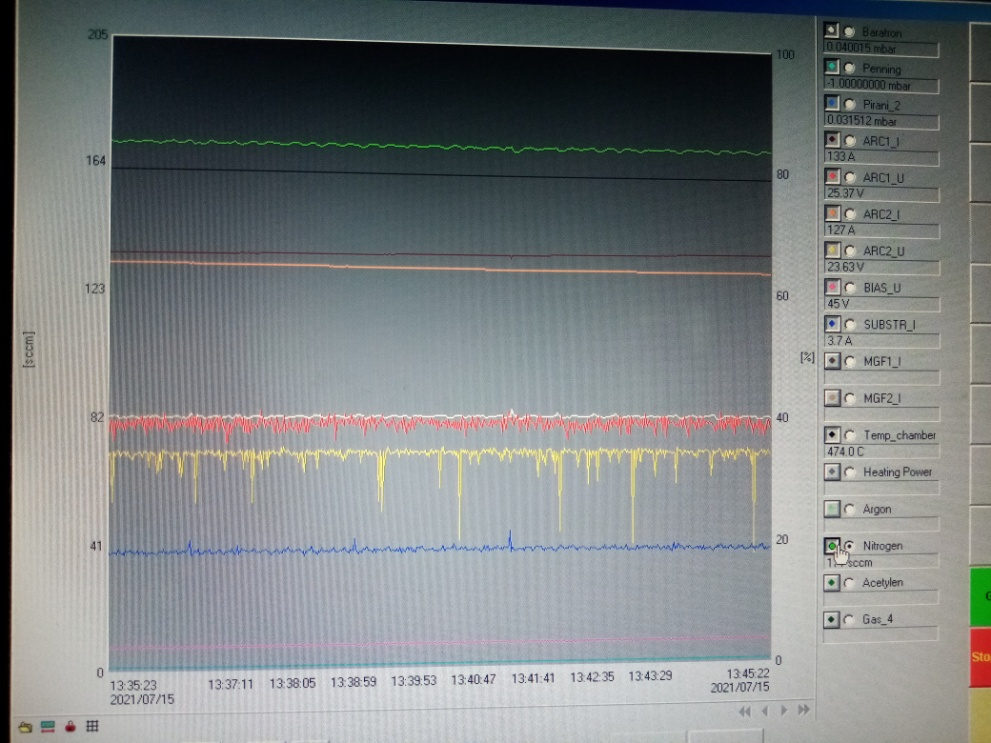 205
164
123
82
41
0
[sccm]
100
80
60
[%]
40
20
0
13:35:23
2021/07/15
13:37:11
13:38:05
13:38:59
13:39:53
13:40:47
13:41:41
13:42:35
13:43:29
13:45:22
2021/07/15
Baratron
0.040015 mbar
Penning
-1.00000000 mbar
Pirani_2
0.031512 mbar
ARC1_I
133 A
ARC1_U
25.37 V
ARC2_I
127 A
ARC2_U
23.63 V
BIAS_U
45 V
SUBSTR_I
3.7 A
MGF1_I
MGF2_I
Temp_chamber
474.0 C
Heating Power
Argon
Nitrogen
sccm
Acetylen
Gas_4